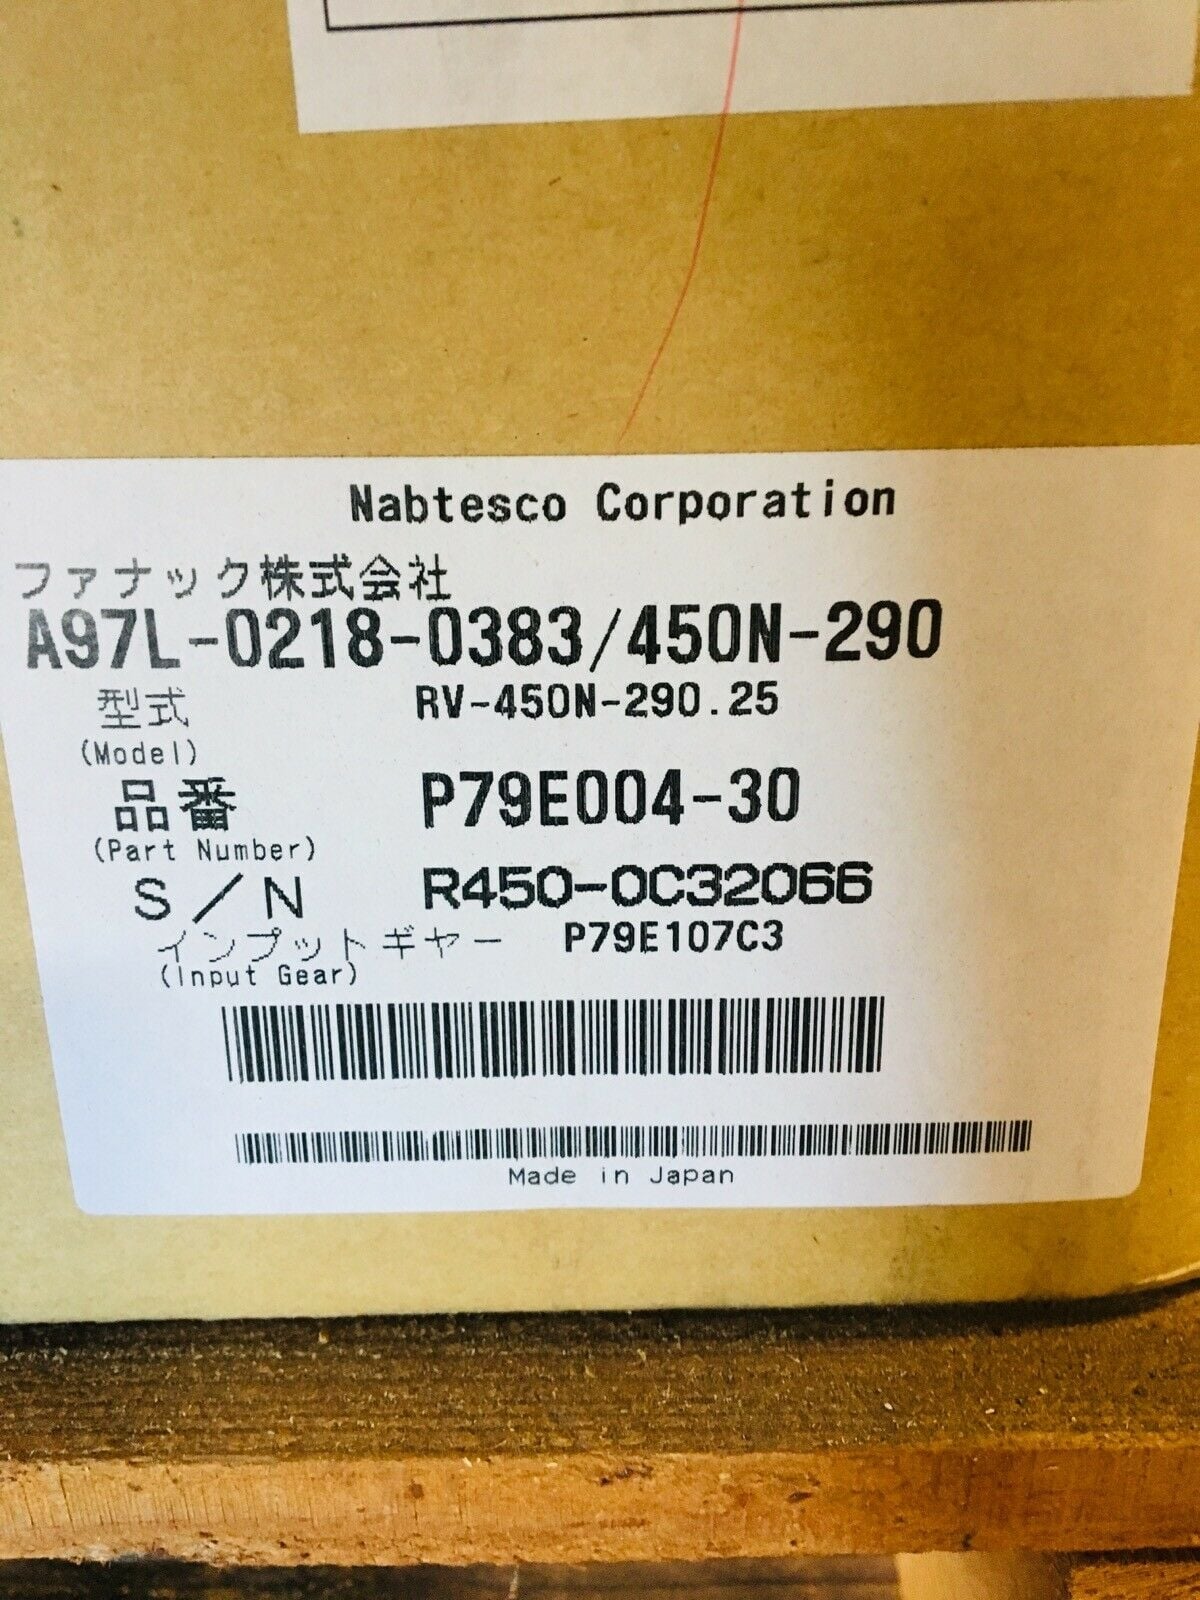 Nabtesco Corporation
ファナック株式会社
A97L-0218-0383/450N-290
型式 RV-450N-290.25
(Model)
品番 P79E004-30
(Part Number)
S/N R450-0C32066
インプットギヤー P79E107C3
(Input Gear)
Made in Japan